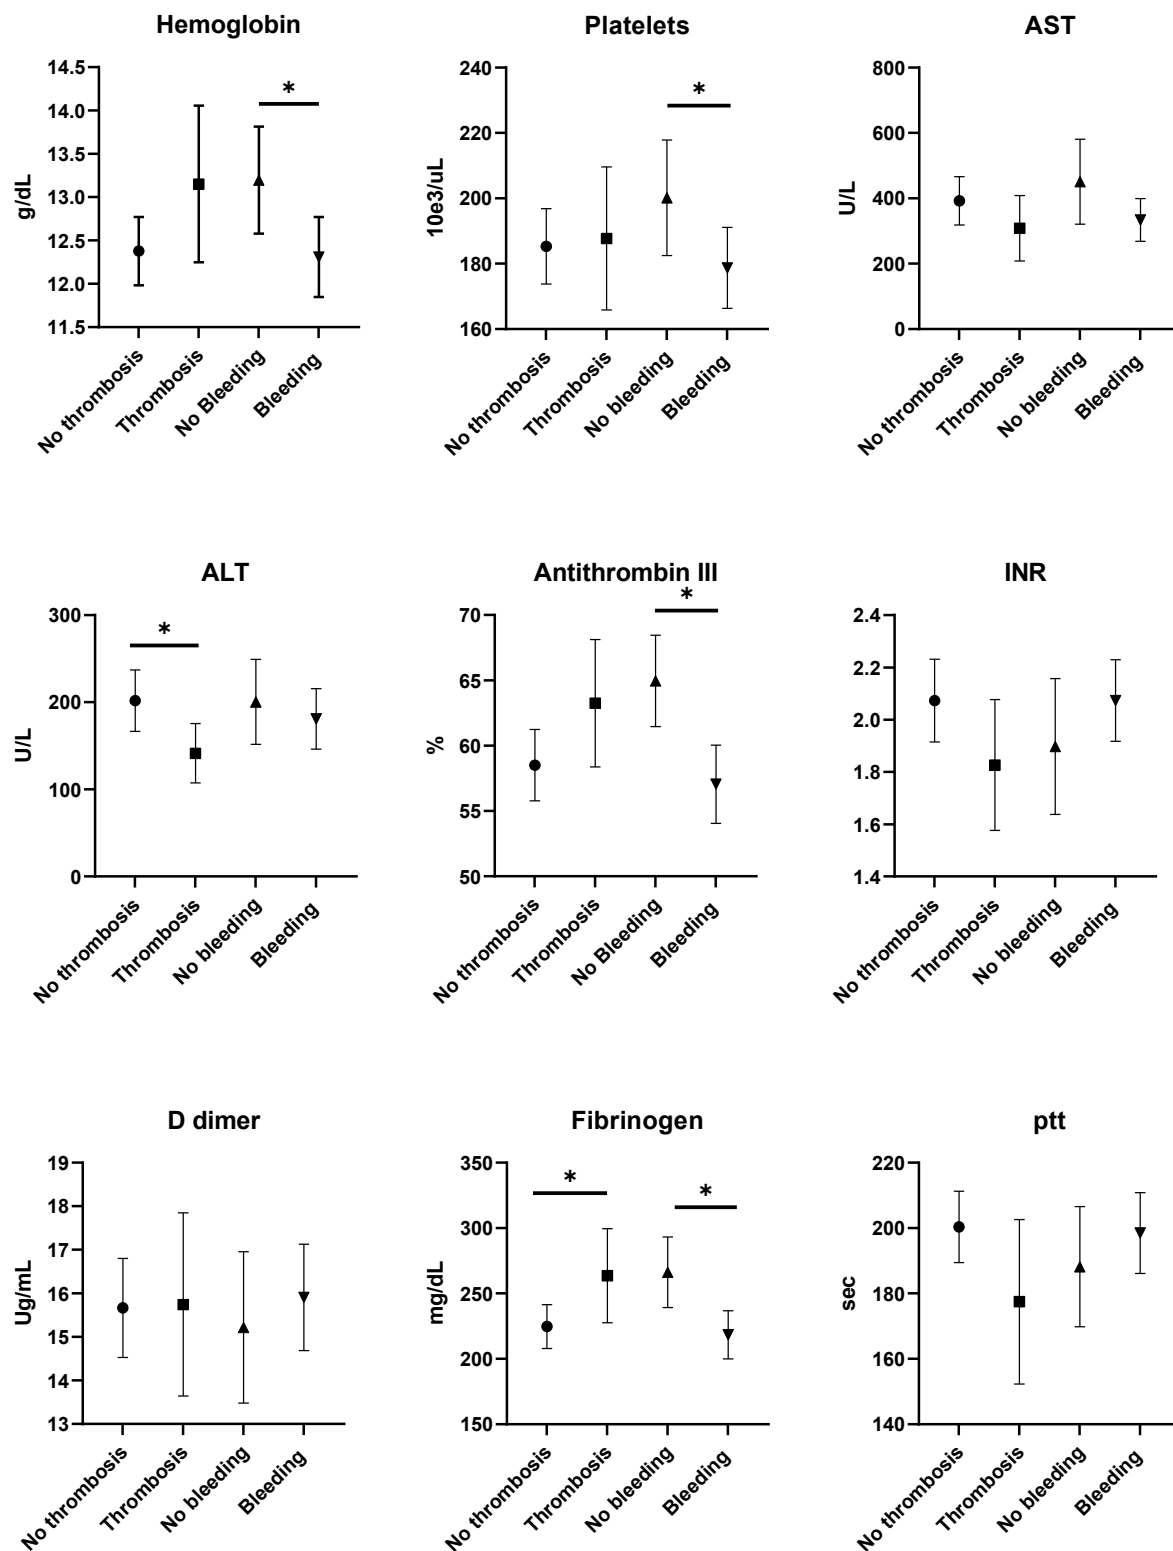 Hemoglobin
g/dL
14.5
14.0
13.5
13.0
12.5
12.0
11.5
*
No thrombosis
Thrombosis
No Bleeding
Bleeding
Platelets
10e3/uL
240
220
200
180
160
*
No thrombosis
Thrombosis
No bleeding
Bleeding
AST
U/L
800
600
400
200
0
No thrombosis
Thrombosis
No bleeding
Bleeding
ALT
U/L
300
200
100
0
*
No thrombosis
Thrombosis
No bleeding
Bleeding
Antithrombin III
%
70
65
60
55
50
*
No thrombosis
Thrombosis
No Bleeding
Bleeding
INR
2.4
2.2
2.0
1.8
1.6
1.4
No thrombosis
Thrombosis
No bleeding
Bleeding
D dimer
Ug/mL
19
18
17
16
15
14
13
No thrombosis
Thrombosis
No bleeding
Bleeding
Fibrinogen
mg/dL
350
300
250
200
150
*
*
No thrombosis
Thrombosis
No bleeding
Bleeding
ptt
sec
220
200
180
160
140
No thrombosis
Thrombosis
No bleeding
Bleeding